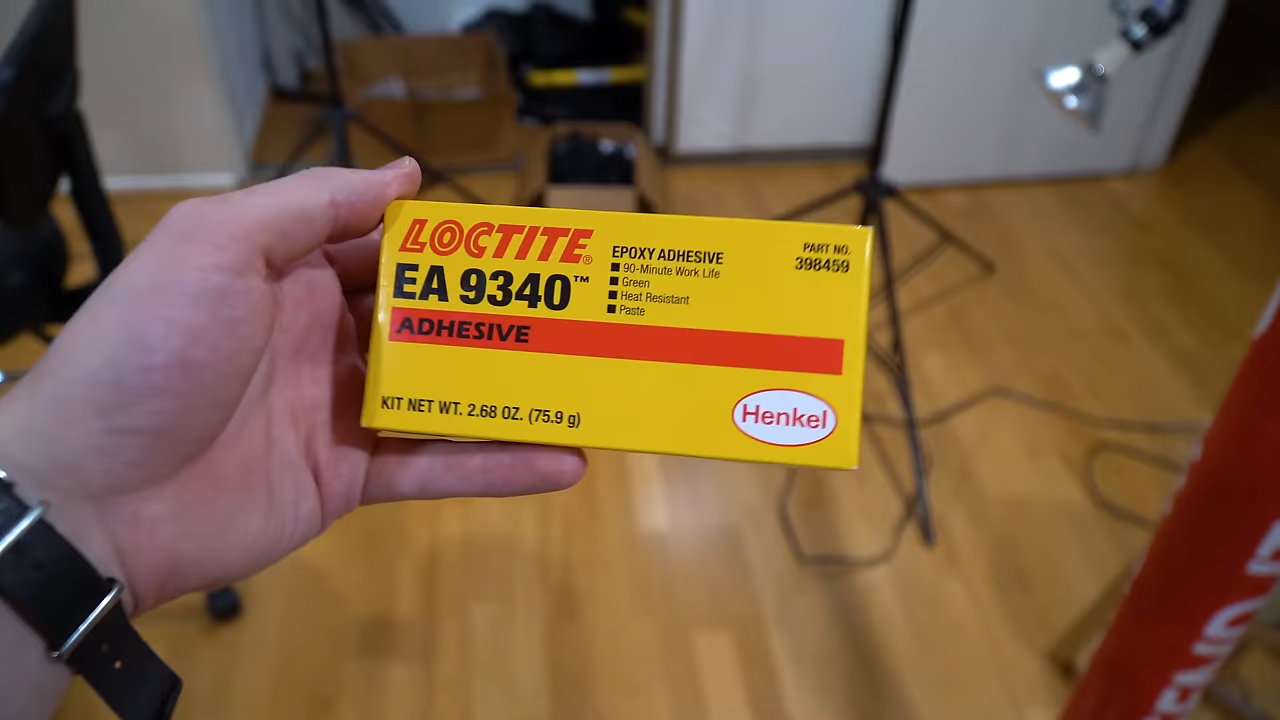 LOCTITE®
EA 9340™
ADHESIVE
EPOXY ADHESIVE
■ 90-Minute Work Life
■ Green
■ Heat Resistant
■ Paste
PART NO.
398459
KIT NET WT. 2.68 OZ. (75.9 g)
Henkel